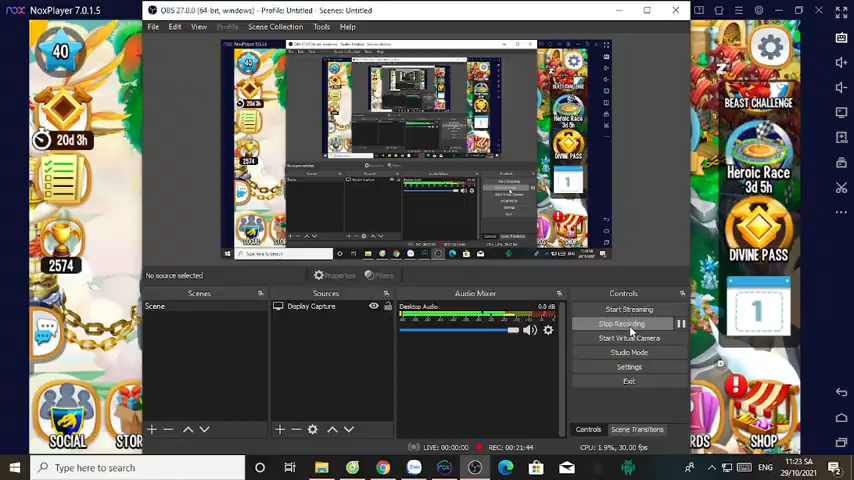 NoxPlayer 7.0.1.5
OBS 27.0.0 (64-bit, windows) - Profile: Untitled - Scenes: Untitled
File Edit View Profile Scene Collection Tools Help
40
20d 3h
2574
SOCIAL
BEAST CHALLENGE
Heroic Race
3d 5h
DIVINE PASS
1
SHOP
No source selected
Properties
Filters
Scenes
Scene
Sources
Display Capture
Audio Mixer
Desktop Audio
0.0 dB
Controls
Start Streaming
Stop Recording
Start Virtual Camera
Studio Mode
Settings
Exit
Controls
Scene Transitions
LIVE: 00:00:00
REC: 00:21:44
CPU: 1.9%, 30.00 fps
Type here to search
ENG
11:23 SA
29/10/2021
2